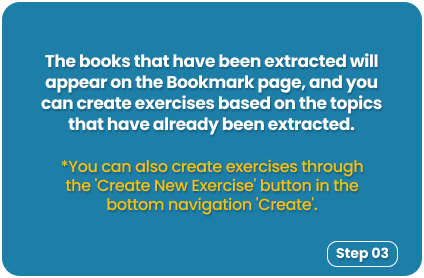 The books that have been extracted will
appear on the Bookmark page, and you
can create exercises based on the topics
that have already been extracted.
*You can also create exercises through
the 'Create New Exercise' button in the
bottom navigation 'Create'.
Step 03